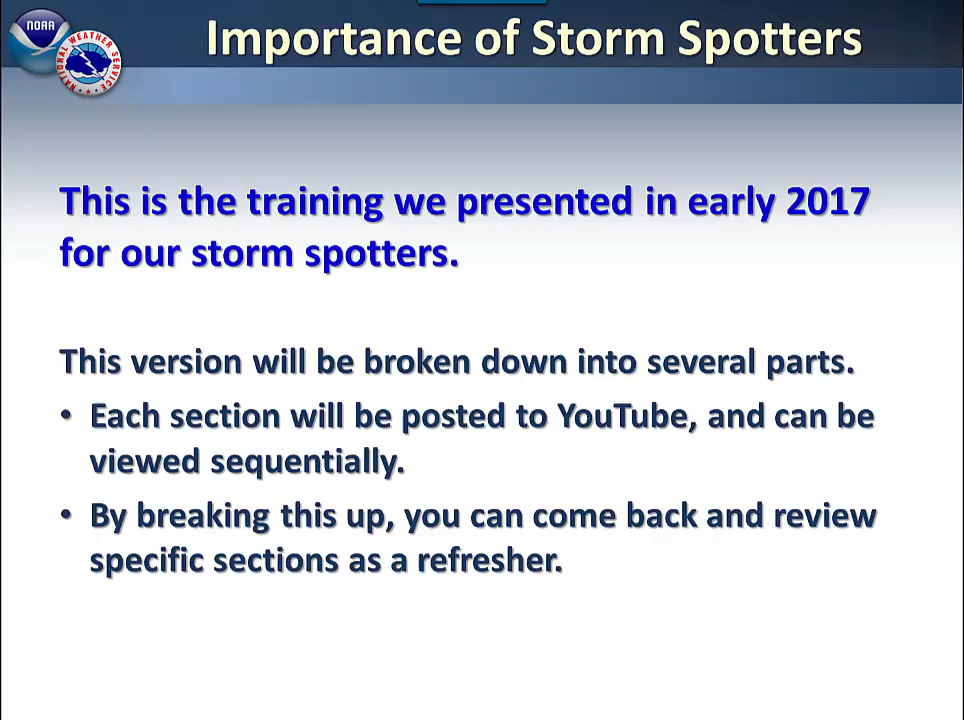 NOAA
NATIONAL WEATHER SERVICE
Importance of Storm Spotters
This is the training we presented in early 2017
for our storm spotters.
This version will be broken down into several parts.
• Each section will be posted to YouTube, and can be
viewed sequentially.
• By breaking this up, you can come back and review
specific sections as a refresher.